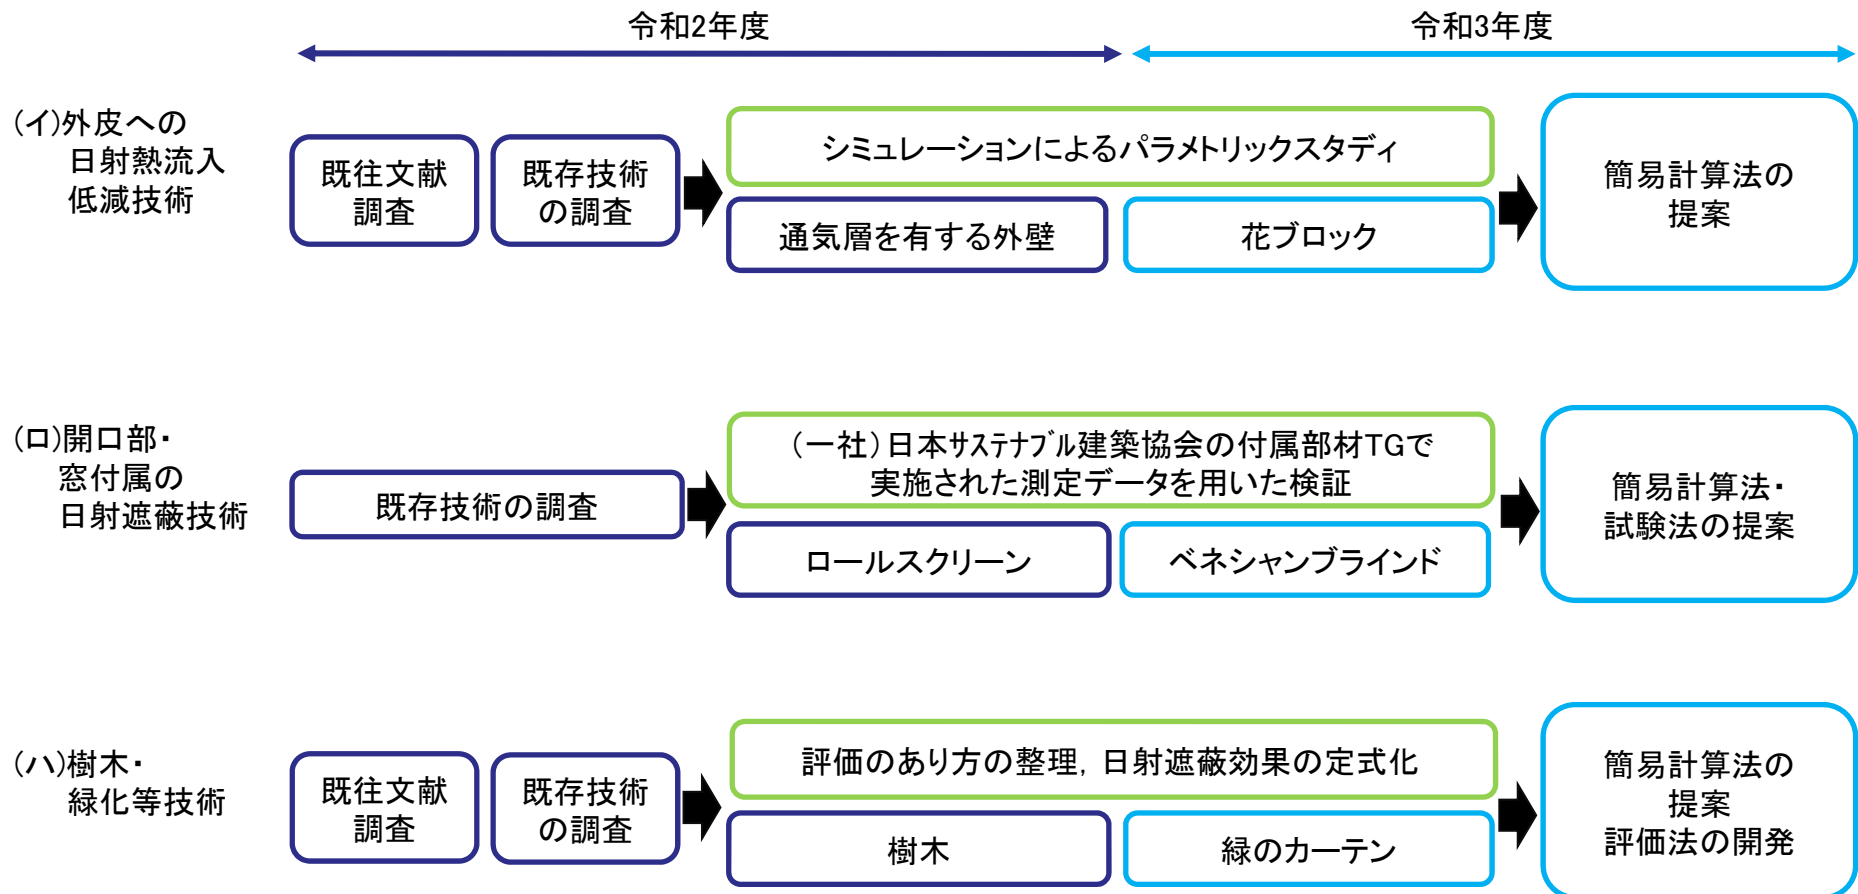 令和2年度
令和3年度
(イ)外皮への
日射熱流入
低減技術
既往文献
調査
既存技術
の調査
シミュレーションによるパラメトリックスタディ
通気層を有する外壁
花ブロック
簡易計算法の
提案
(ロ)開口部・
窓付属の
日射遮蔽技術
既存技術の調査
(一社)日本ｻｽﾃﾅﾌﾞﾙ建築協会の付属部材TGで
実施された測定データを用いた検証
ロールスクリーン
ベネシャンブラインド
簡易計算法・
試験法の提案
(ハ)樹木・
緑化等技術
既往文献
調査
既存技術
の調査
評価のあり方の整理, 日射遮蔽効果の定式化
樹木
緑のカーテン
簡易計算法の
提案
評価法の開発